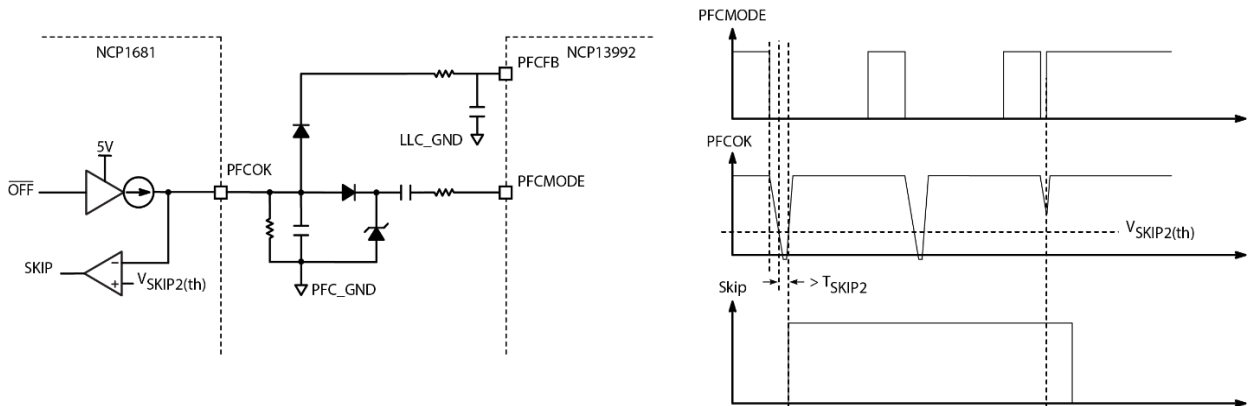 NCP1681
NCP13992
PFCFB
LLC_GND
5V
PFCOK
OFF
PFCMODE
SKIP
−
+
VSKIP2(th)
PFC_GND
PFCMODE
PFCOK
VSKIP2(th)
> TSKIP2
Skip